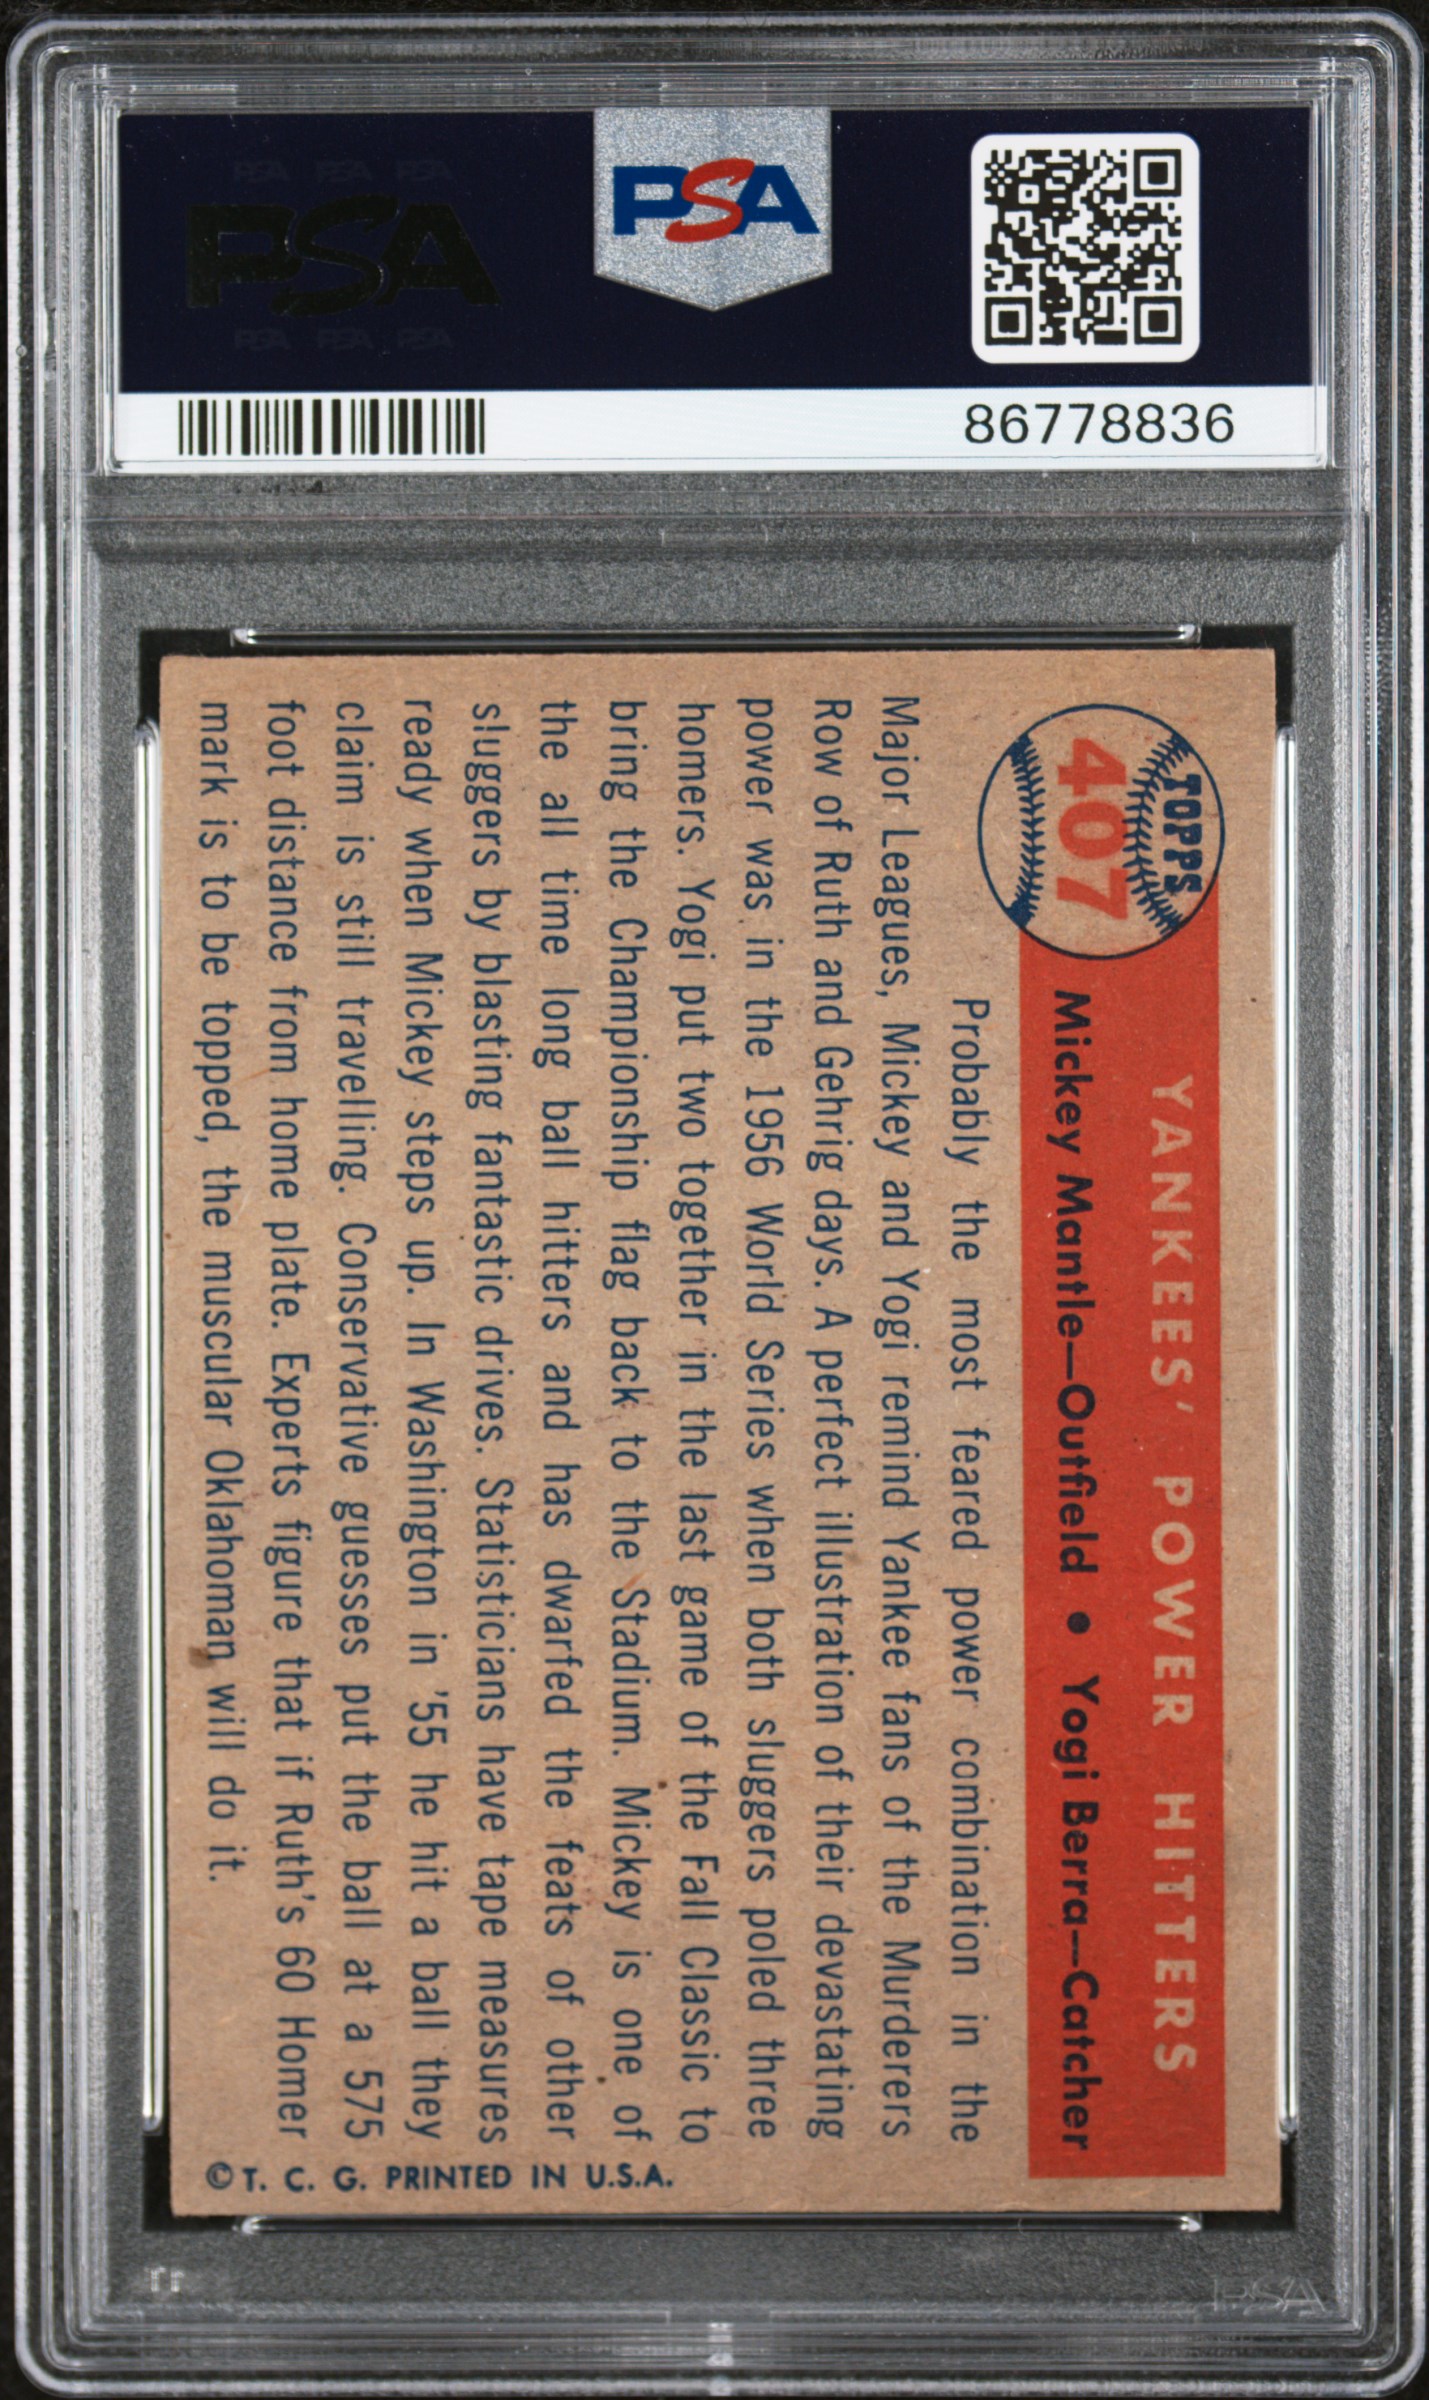 PSA PSA PSA
PSA
PSA PSA PSA
PSA
86778836
TOPPS
407
YANKEES' POWER HITTERS
Mickey Mantle—Outfield • Yogi Berra—Catcher
Probably the most feared power combination in the
Major Leagues, Mickey and Yogi remind Yankee fans of the Murderers
Row of Ruth and Gehrig days. A perfect illustration of their devastating
power was in the 1956 World Series when both sluggers poled three
homers. Yogi put two together in the last game of the Fall Classic to
bring the Championship flag back to the Stadium. Mickey is one of
the all time long ball hitters and has dwarfed the feats of other
sluggers by blasting fantastic drives. Statisticians have tape measures
ready when Mickey steps up. In Washington in '55 he hit a ball they
claim is still travelling. Conservative guesses put the ball at a 575
foot distance from home plate. Experts figure that if Ruth's 60 Homer
mark is to be topped, the muscular Oklahoman will do it.
© T. C. G. PRINTED IN U.S.A.
PSA